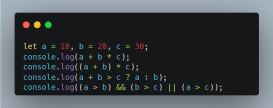 let a = 10, b = 20, c = 30;
console.log(a + b * c);
console.log((a + b) * c);
console.log(a + b > c ? a : b);
console.log((a > b) && (b > c) || (a > c));